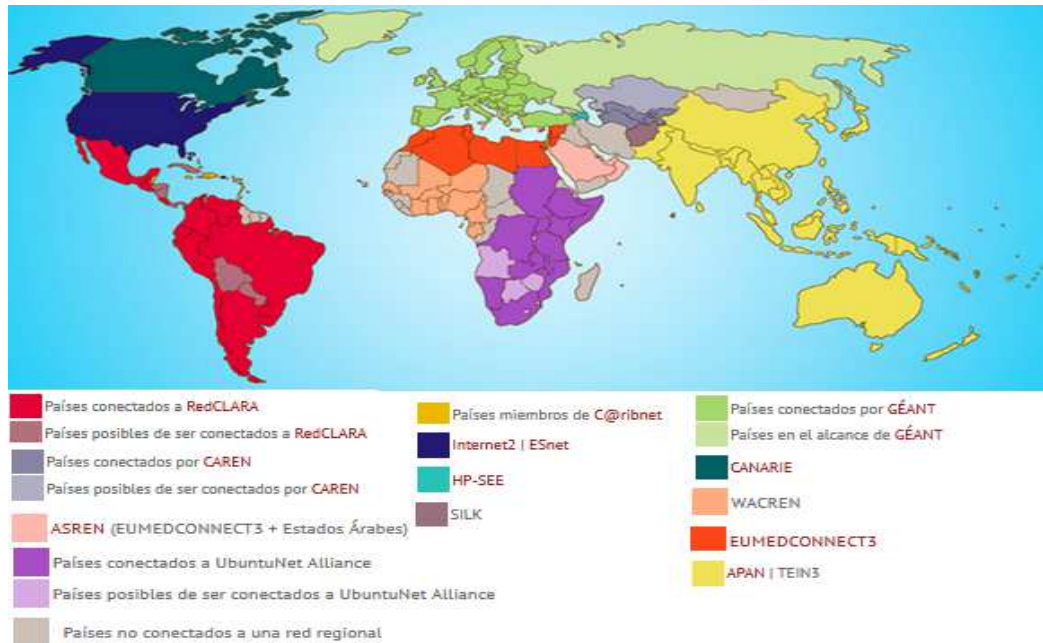 Países conectados a RedCLARA
Países posibles de ser conectados a RedCLARA
Países conectados por CAREN
Países posibles de ser conectados por CAREN
ASREN (EUMEDCONNECT3 + Estados Árabes)
Países conectados a UbuntuNet Alliance
Países posibles de ser conectados a UbuntuNet Alliance
Países no conectados a una red regional
Países miembros de C@ribnet
Internet2 | ESnet
HP-SEE
SILK
Países conectados por GÉANT
Países en el alcance de GÉANT
CANARIE
WACREN
EUMEDCONNECT3
APAN | TEIN3